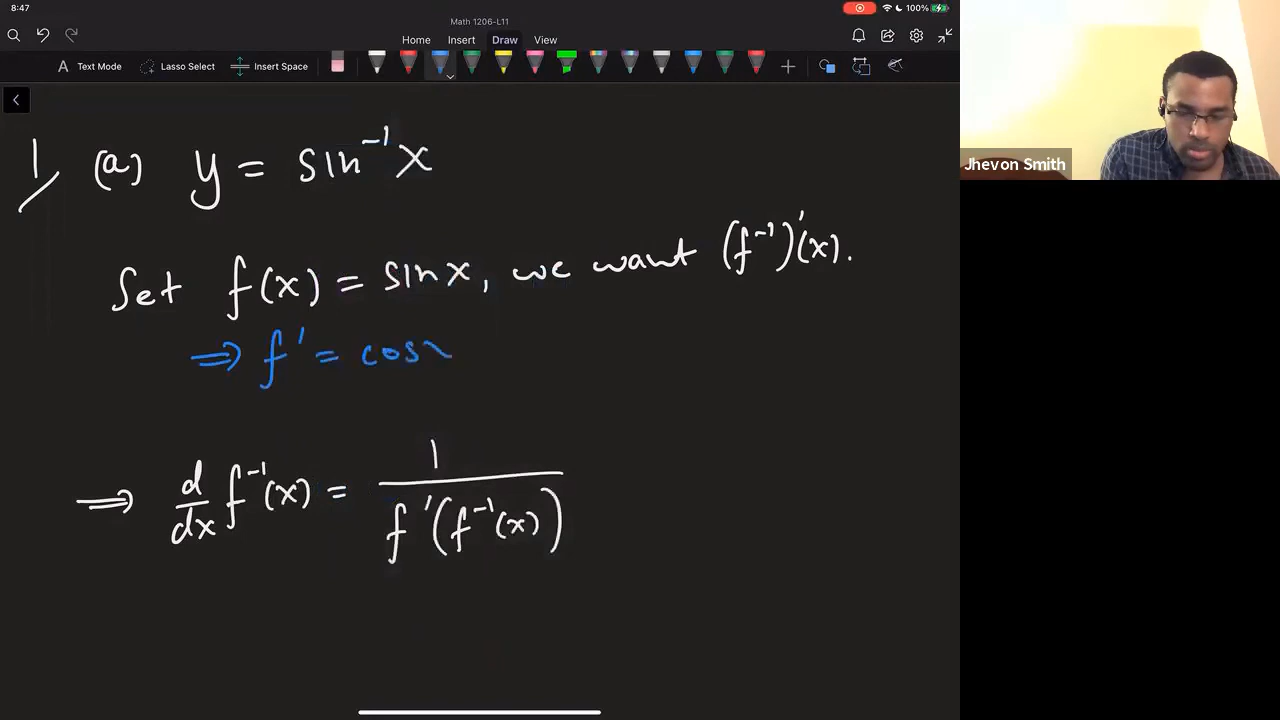 8:47
100%
Math 1206-L11
Home Insert Draw View
A Text Mode Lasso Select Insert Space
1/ (a) y = sin⁻¹ x
Set f(x) = sin x, we want (f⁻¹)'(x).
⇒ f' = cos
⇒ d/dx f⁻¹(x) = 1/f'(f⁻¹(x))
Jhevon Smith